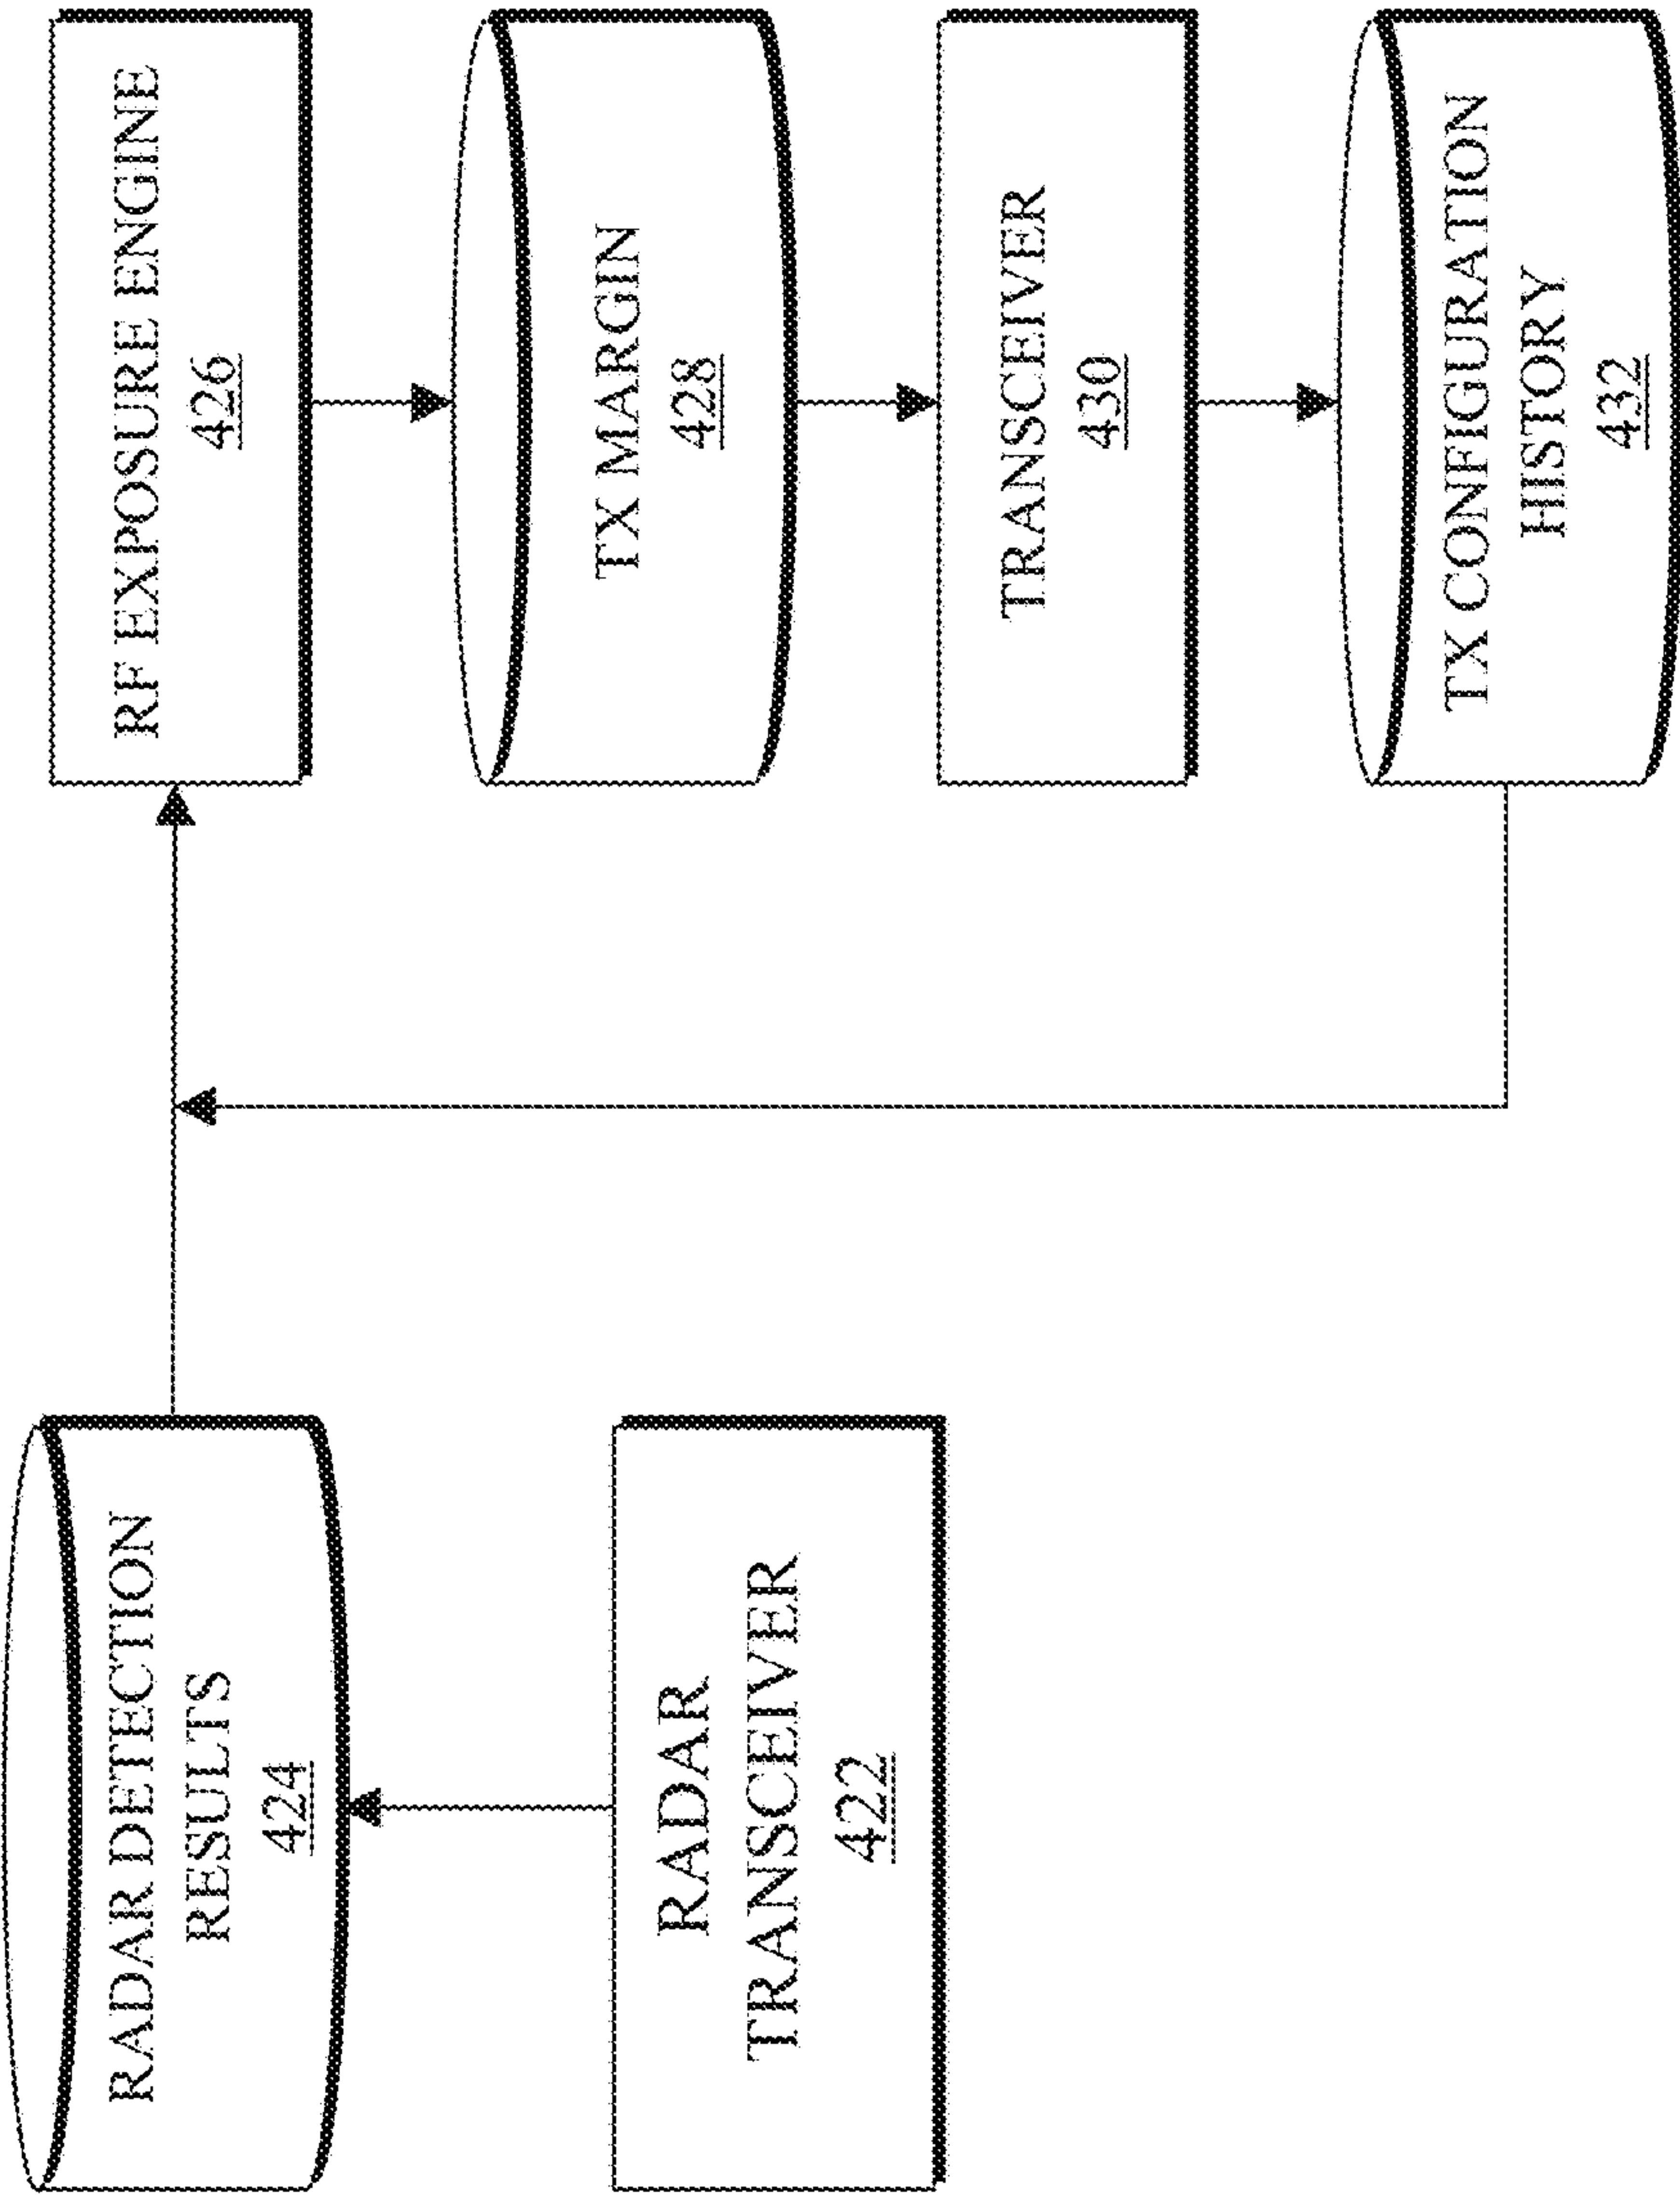 RADAR DETECTION
RESULTS
424
RADAR
TRANSCEIVER
422
RF EXPOSURE ENGINE
426
TX MARGIN
428
TRANSCEIVER
430
TX CONFIGURATION
HISTORY
432